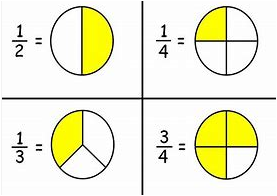 1/2 =
1/4 =
1/3 =
3/4 =